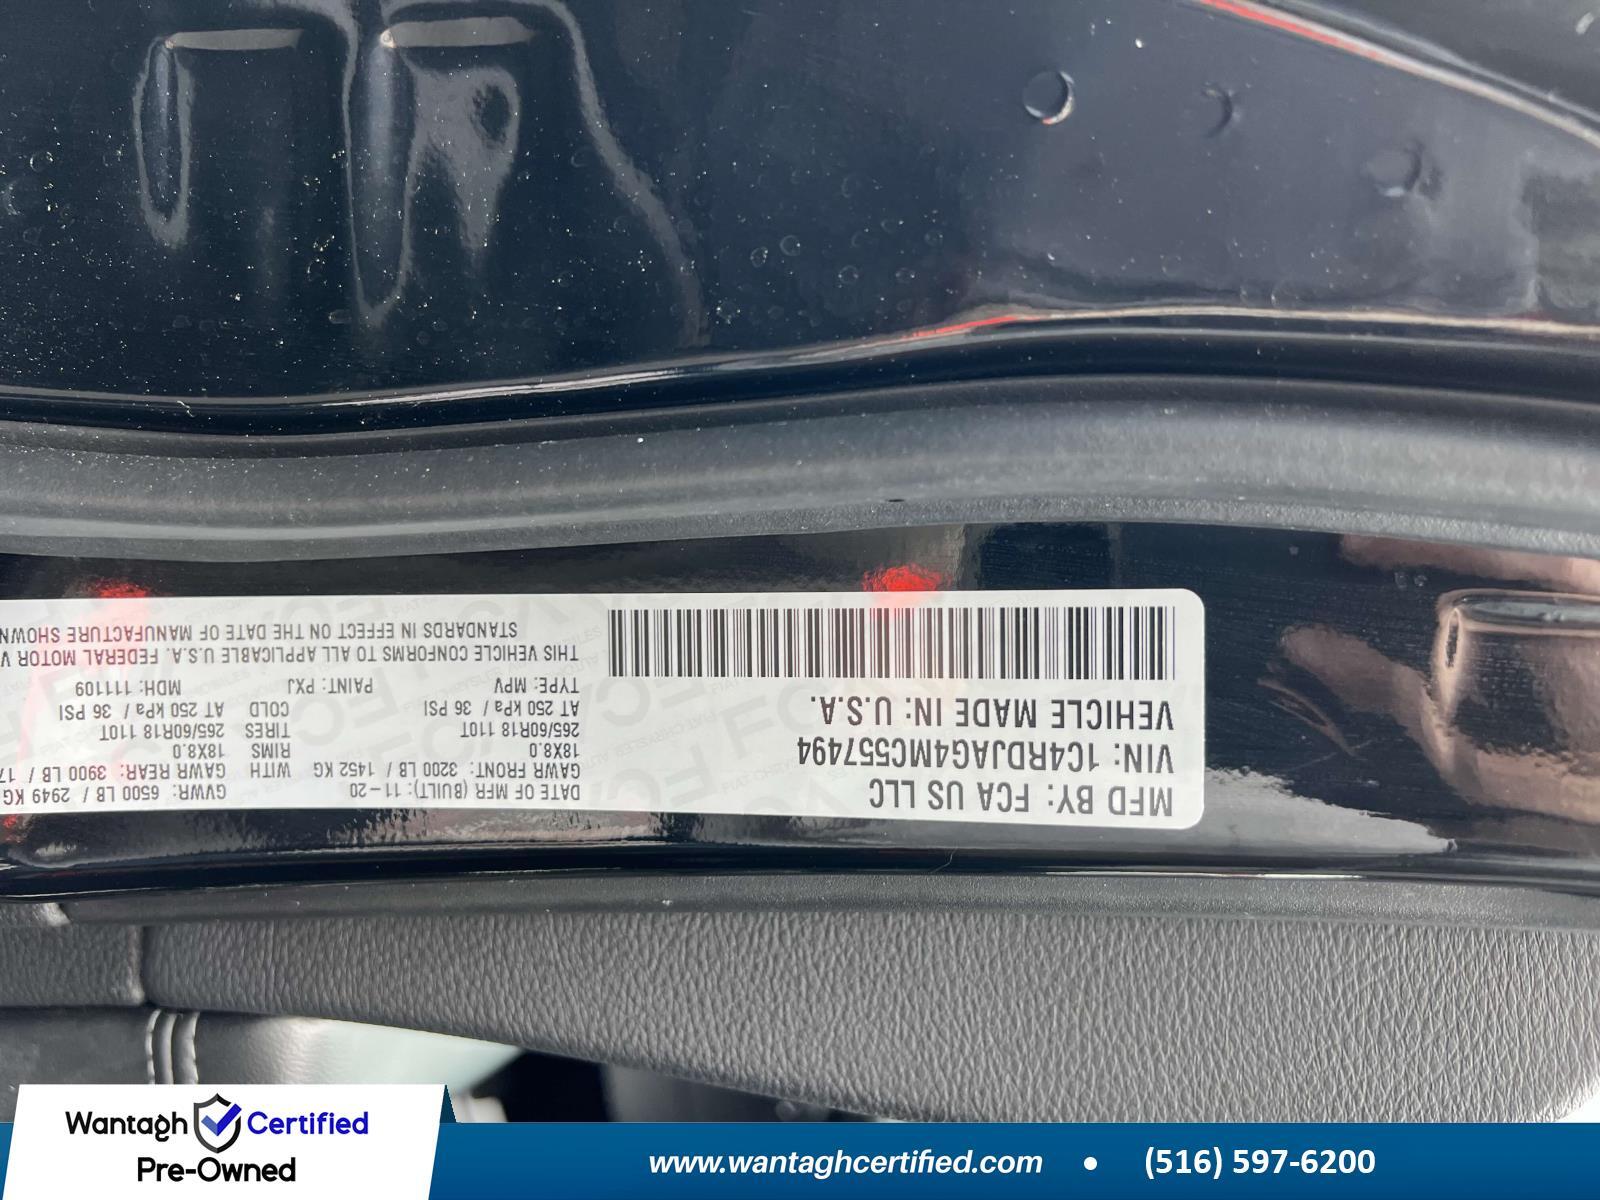 MFD BY: FCA US LLC
VIN: 1C4RDJAG4MC557494
VEHICLE MADE IN: U.S.A.
DATE OF MFR (BUILT): 11-20 GVWR: 6500 LB / 2949 KG
GAWR FRONT: 3200 LB / 1452 KG WITH GAWR REAR: 3900 LB / 17
18X8.0 RIMS 18X8.0
265/60R18 110T TIRES 265/60R18 110T
AT 250 kPa / 36 PSI COLD AT 250 kPa / 36 PSI
TYPE: MPV PAINT: PXJ MDH: 111109
THIS VEHICLE CONFORMS TO ALL APPLICABLE U.S.A. FEDERAL MOTOR V
STANDARDS IN EFFECT ON THE DATE OF MANUFACTURE SHOWN
Wantagh Certified
Pre-Owned
www.wantaghcertified.com • (516) 597-6200